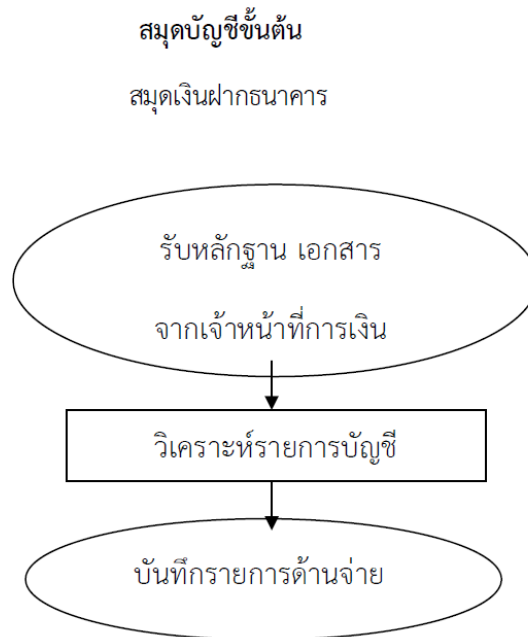 สมุดบัญชีขั้นต้น
สมุดเงินฝากธนาคาร
รับหลักฐาน เอกสาร
จากเจ้าหน้าที่การเงิน
วิเคราะห์รายการบัญชี
บันทึกรายการด้านจ่าย